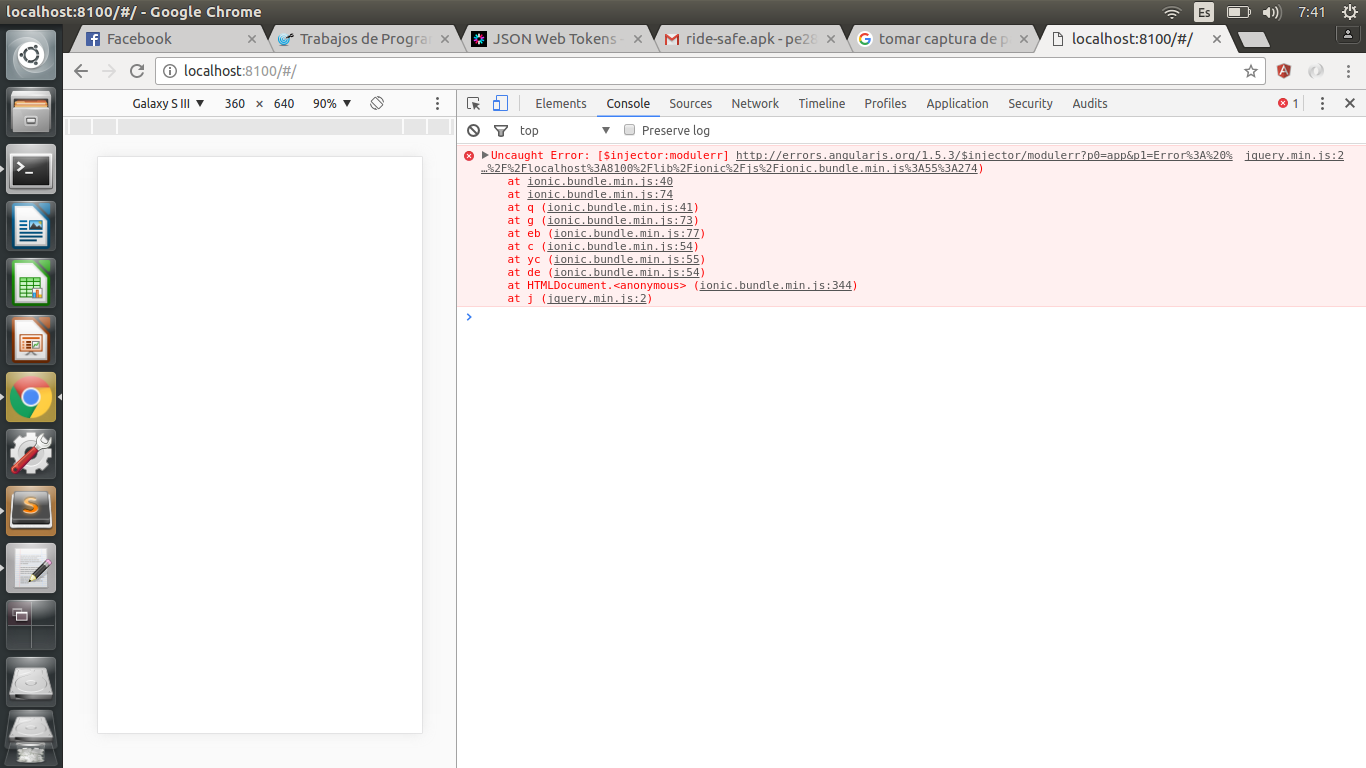 localhost:8100/#/ - Google Chrome
Es
7:41
Facebook
Trabajos de Progra
JSON Web Tokens -
ride-safe.apk - pe28
tomar captura de p
localhost:8100/#/
localhost:8100/#/
Galaxy S III ▼ 360 × 640 90% ▼
Elements Console Sources Network Timeline Profiles Application Security Audits
1
top ▼ Preserve log
Uncaught Error: [$injector:modulerr] http://errors.angularjs.org/1.5.3/$injector/modulerr?p0=app&p1=Error%3A%20% jquery.min.js:2
…%2F%2Flocalhost%3A8100%2Flib%2Fionic%2Fjs%2Fionic.bundle.min.js%3A55%3A274)
at ionic.bundle.min.js:40
at ionic.bundle.min.js:74
at q (ionic.bundle.min.js:41)
at g (ionic.bundle.min.js:73)
at eb (ionic.bundle.min.js:77)
at c (ionic.bundle.min.js:54)
at yc (ionic.bundle.min.js:55)
at de (ionic.bundle.min.js:54)
at HTMLDocument.<anonymous> (ionic.bundle.min.js:344)
at j (jquery.min.js:2)